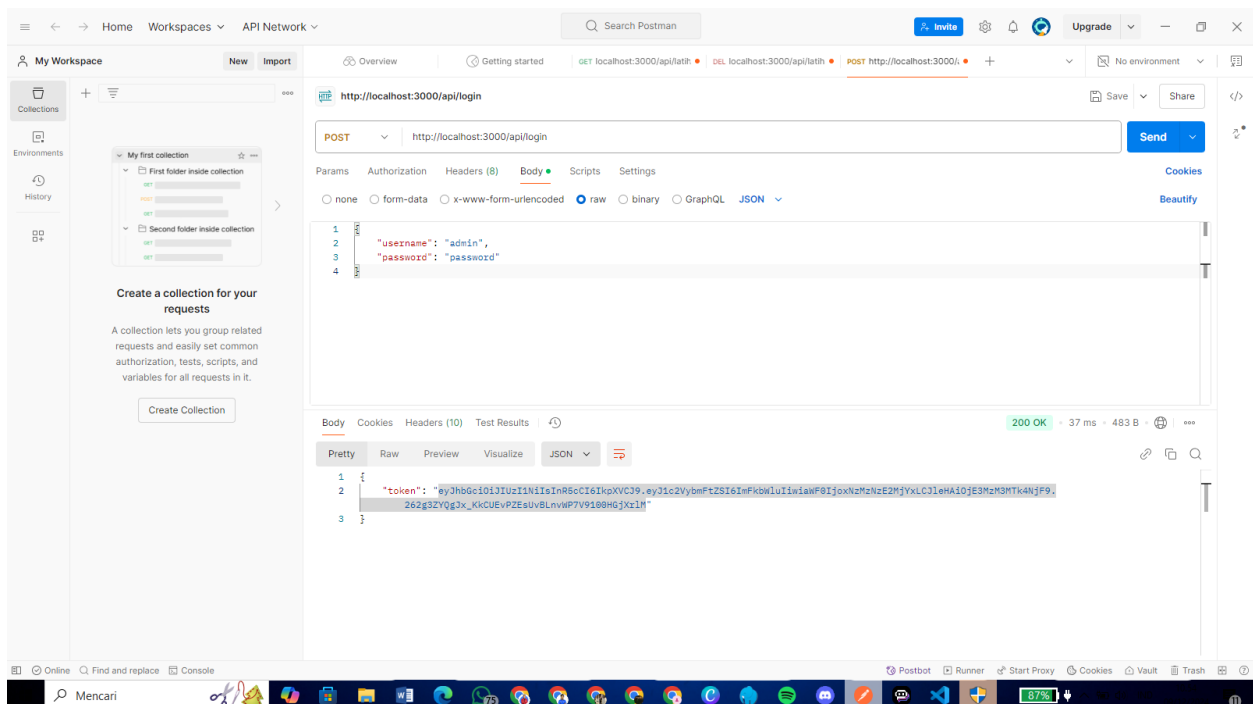 Home Workspaces API Network Search Postman Invite Upgrade
My Workspace New Import Overview Getting started GET localhost:3000/api/latih DEL localhost:3000/api/latih POST http://localhost:3000/a No environment
Collections
Environments
History
My first collection
First folder inside collection
GET
POST
GET
Second folder inside collection
GET
GET
Create a collection for your
requests
A collection lets you group related
requests and easily set common
authorization, tests, scripts, and
variables for all requests in it.
Create Collection
HTTP http://localhost:3000/api/login Save Share
POST http://localhost:3000/api/login Send
Params Authorization Headers (8) Body Scripts Settings Cookies
none form-data x-www-form-urlencoded raw binary GraphQL JSON Beautify
1 {
2 "username": "admin",
3 "password": "password"
4 }
Body Cookies Headers (10) Test Results 200 OK 37 ms 483 B
Pretty Raw Preview Visualize JSON
1 {
2 "token": "eyJhbGciOiJIUzI1NiIsInR5cCI6IkpXVCJ9.eyJ1c2VybmFtZSI6ImFkbWluIiwiaWF0IjoxNzMzNzE2MjYxLCJleHAiOjE3MzM3MTk4NjF9.
262g3ZYQgJx_KkCUEvPZEsUvBLnvWP7V9100HGjXrlM"
3 }
Online Find and replace Console Postbot Runner Start Proxy Cookies Vault Trash
Mencari 75 87%